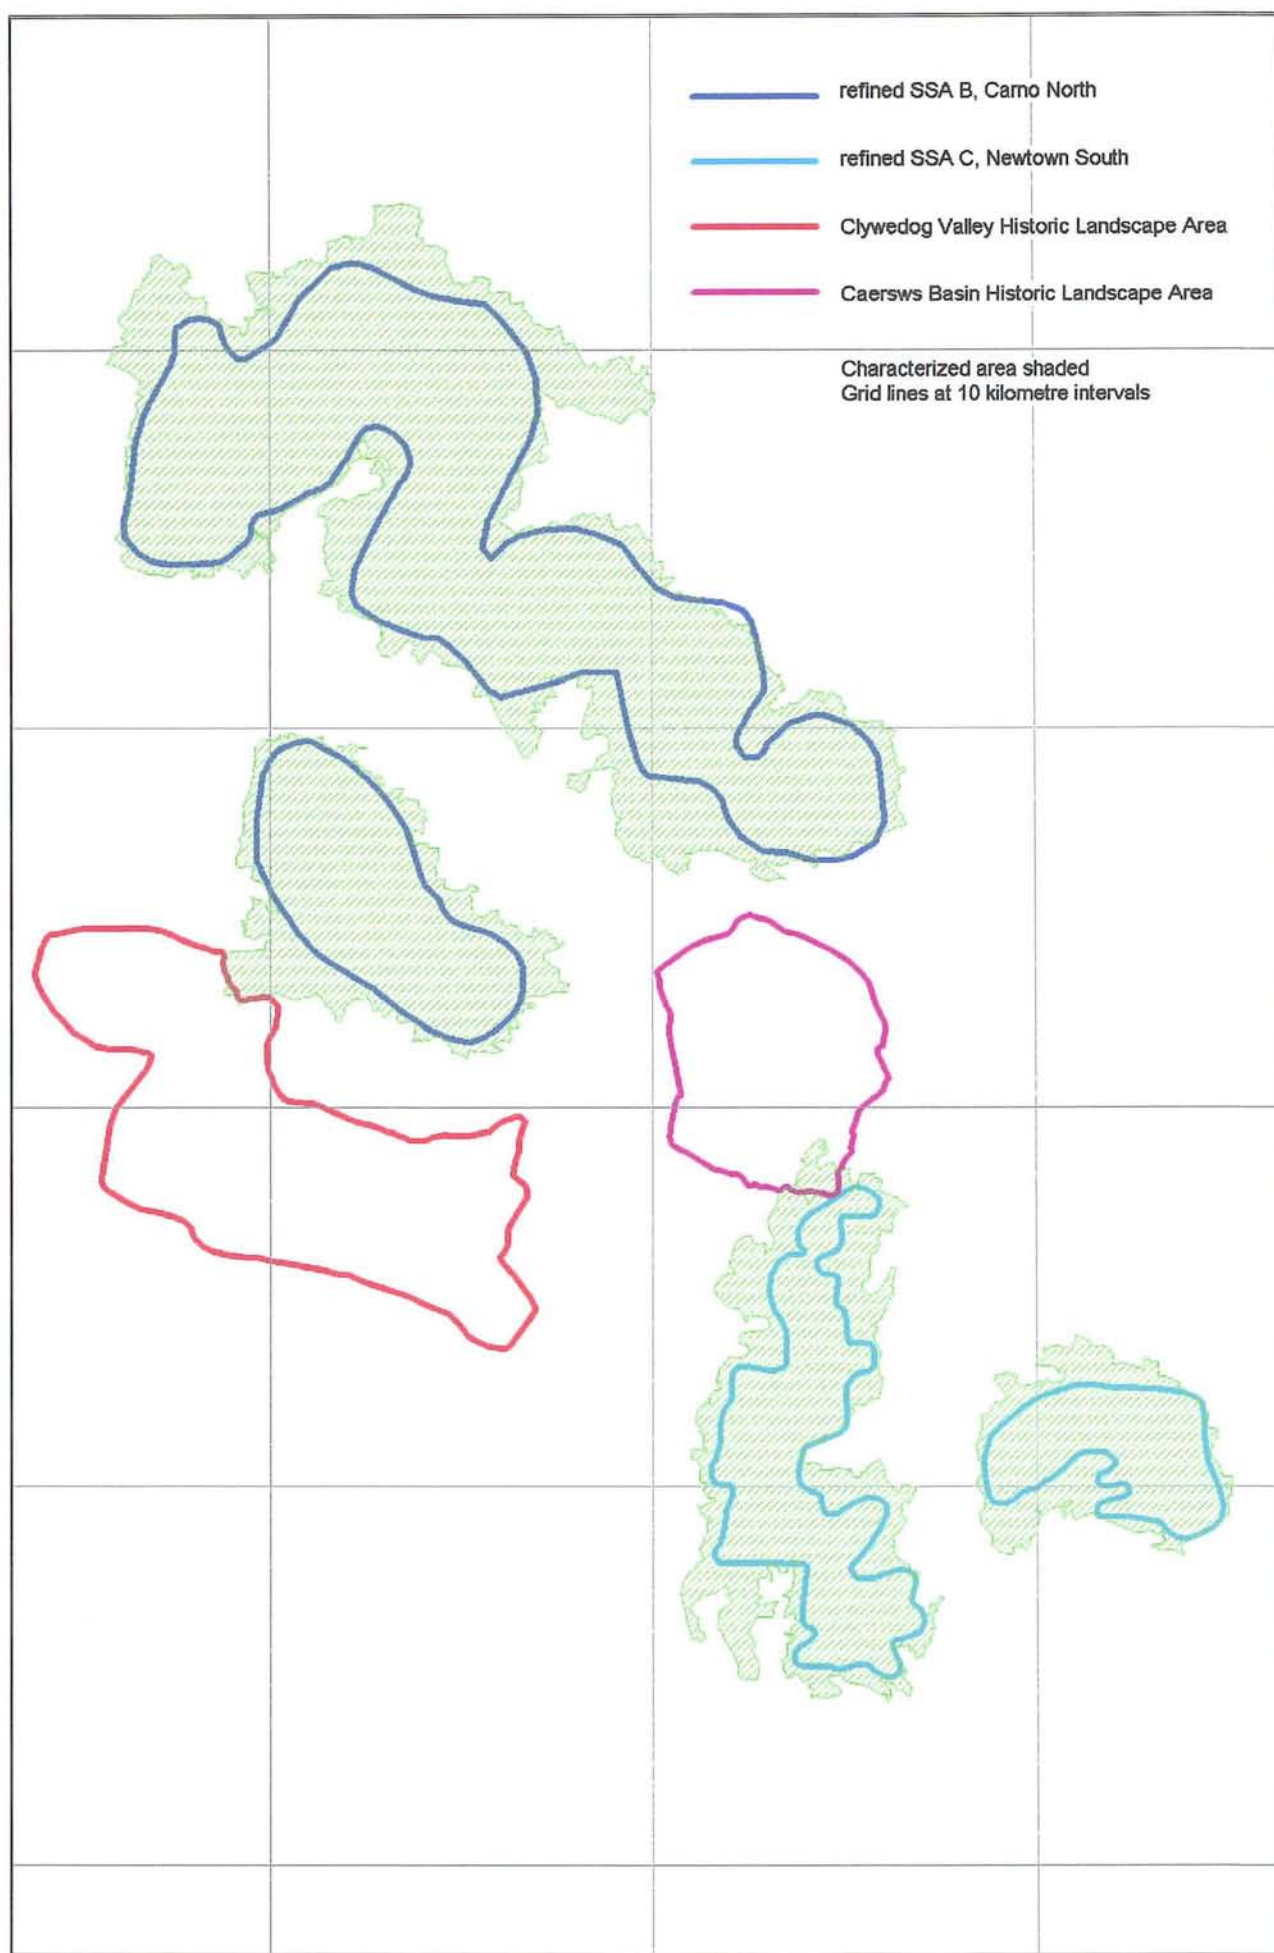 refined SSA B, Carno North
refined SSA C, Newtown South
Clywedog Valley Historic Landscape Area
Caersws Basin Historic Landscape Area
Characterized area shaded
Grid lines at 10 kilometre intervals